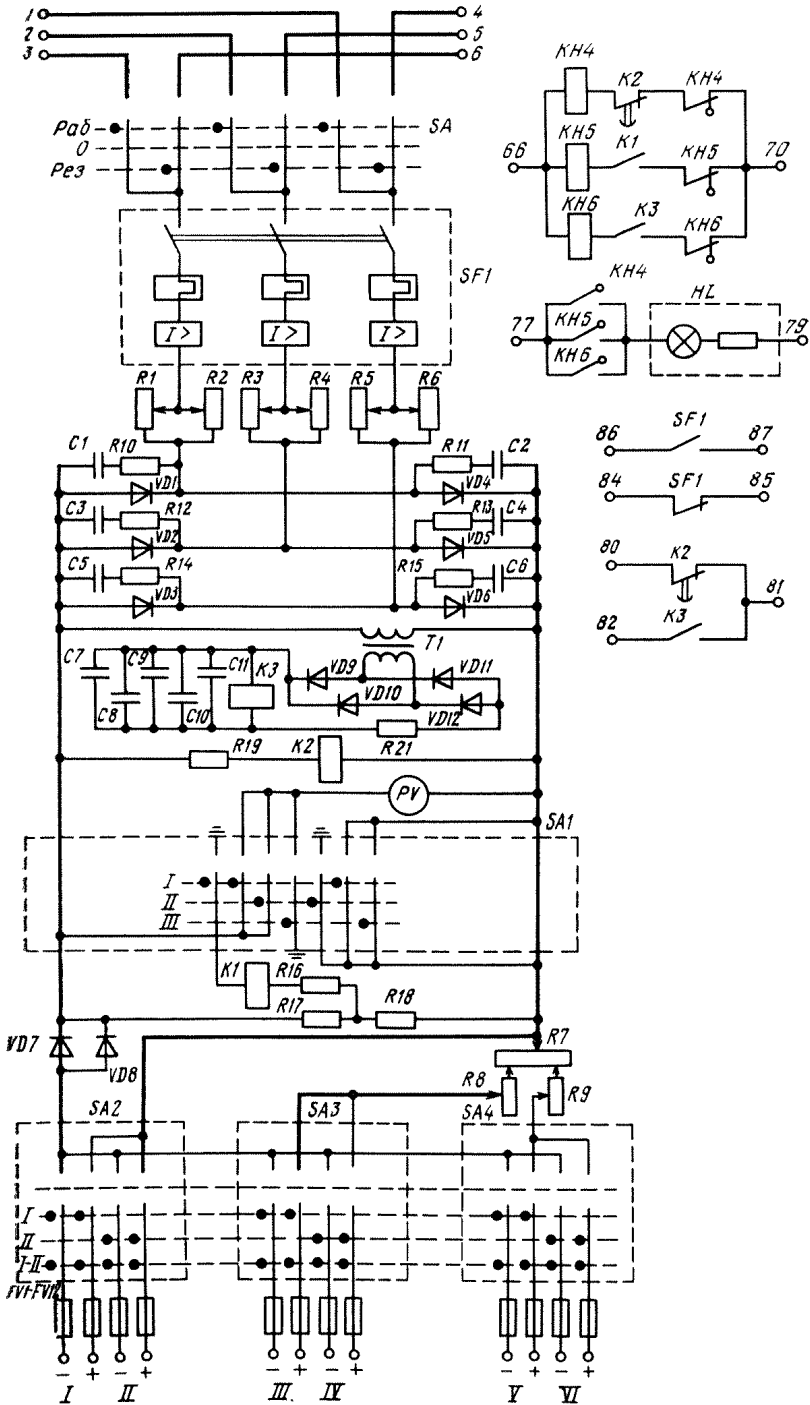 1 4
2 5
3 6
Раб SA
0
Рез
SF1
I> I> I>
R1 R2 R3 R4 R5 R6
C1 R10 R11 C2
VD1 VD4
C3 R12 R13 C4
VD2 VD5
C5 R14 R15 C6
VD3 VD6
T1
C7 C9 C11 K3 VD9 VD11
C8 C10 VD10 VD12
R19 K2 R21
PV
SA1
I
II
III
K1 R16
R17 R18
VD7 VD8 R7
R8 R9
SA2 SA3 SA4
I
II
I-II
FV1-FV12
- + - + - + - + - + - +
I II III. IV V VI
KH4 K2 KH4
66 KH5 K1 KH5 70
KH6 K3 KH6
KH4 HL
77 KH5 79
KH6
86 SF1 87
84 SF1 85
80 K2
81
82 K3